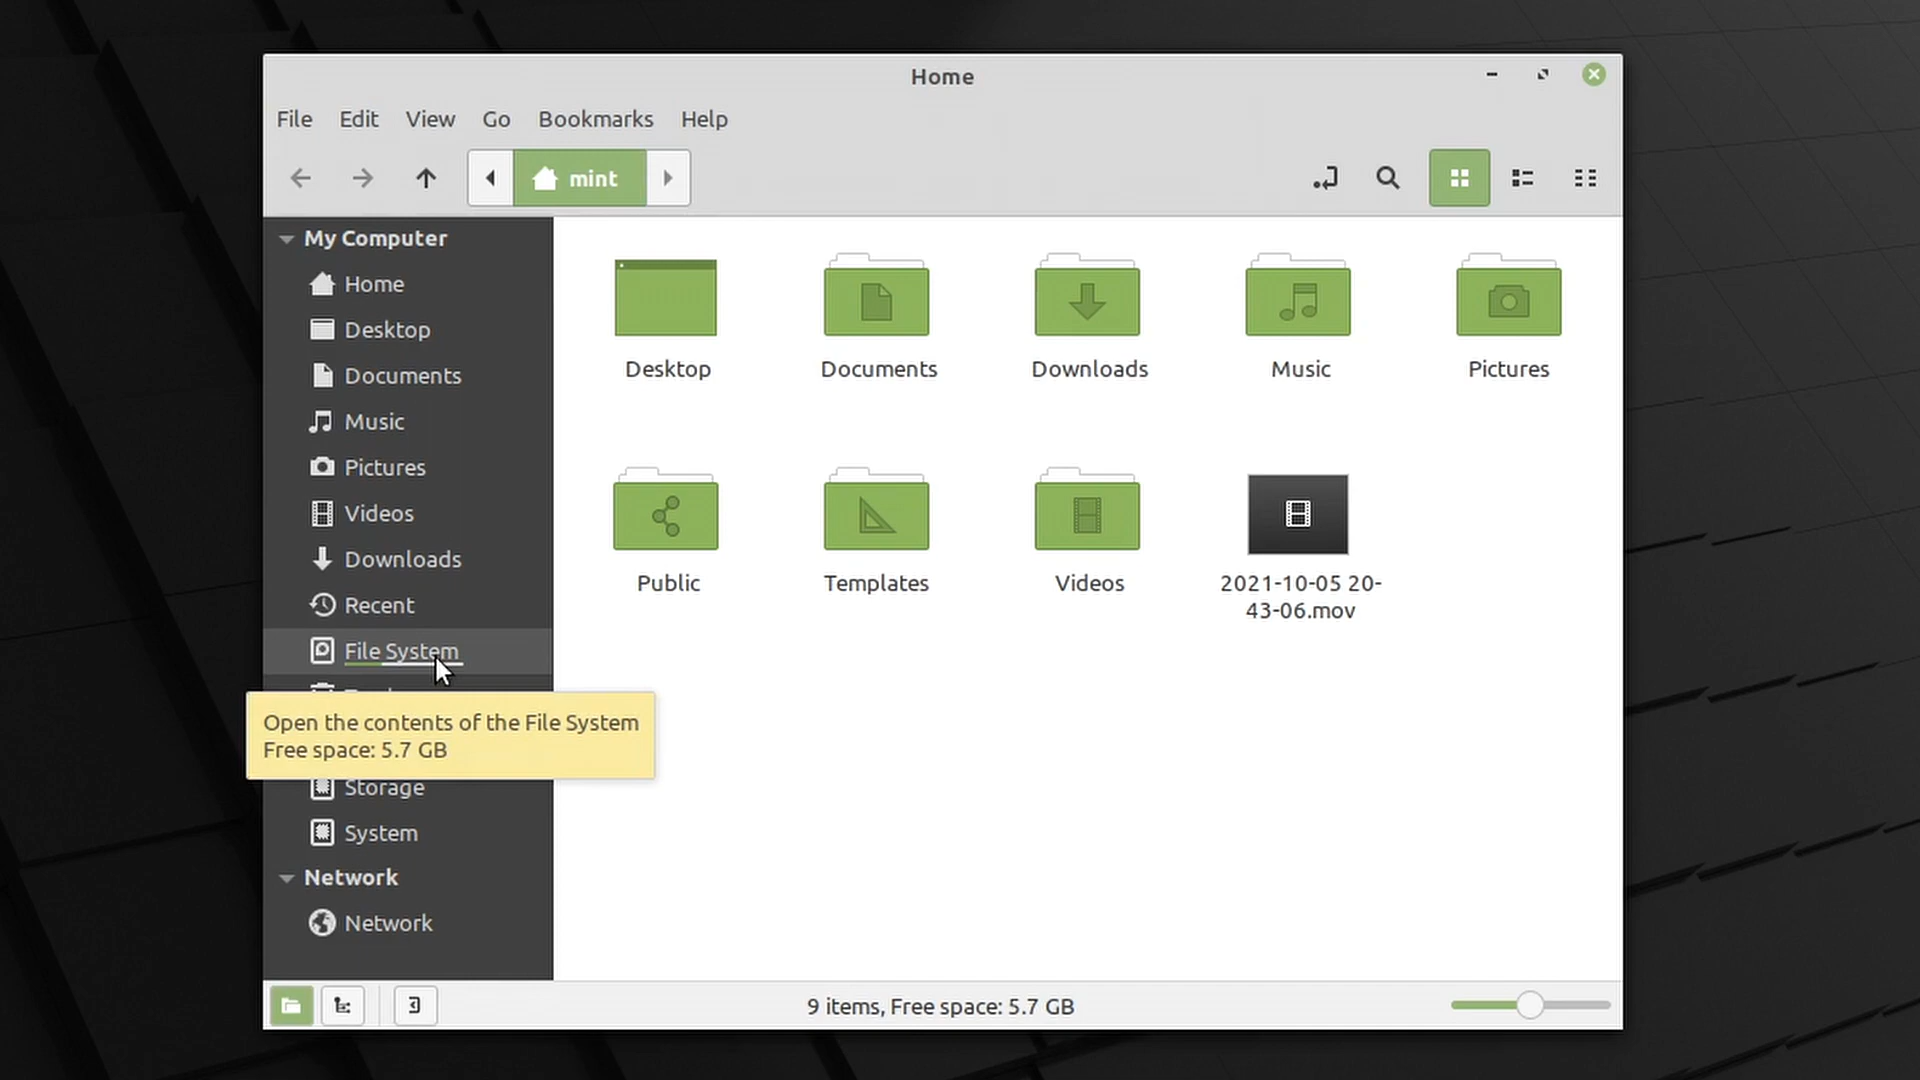 Home
File Edit View Go Bookmarks Help
mint
My Computer
Home
Desktop
Documents
Music
Pictures
Videos
Downloads
Recent
File System
Open the contents of the File System
Free space: 5.7 GB
Storage
System
Network
Network
Desktop Documents Downloads Music Pictures
Public Templates Videos 2021-10-05 20-
43-06.mov
9 items, Free space: 5.7 GB